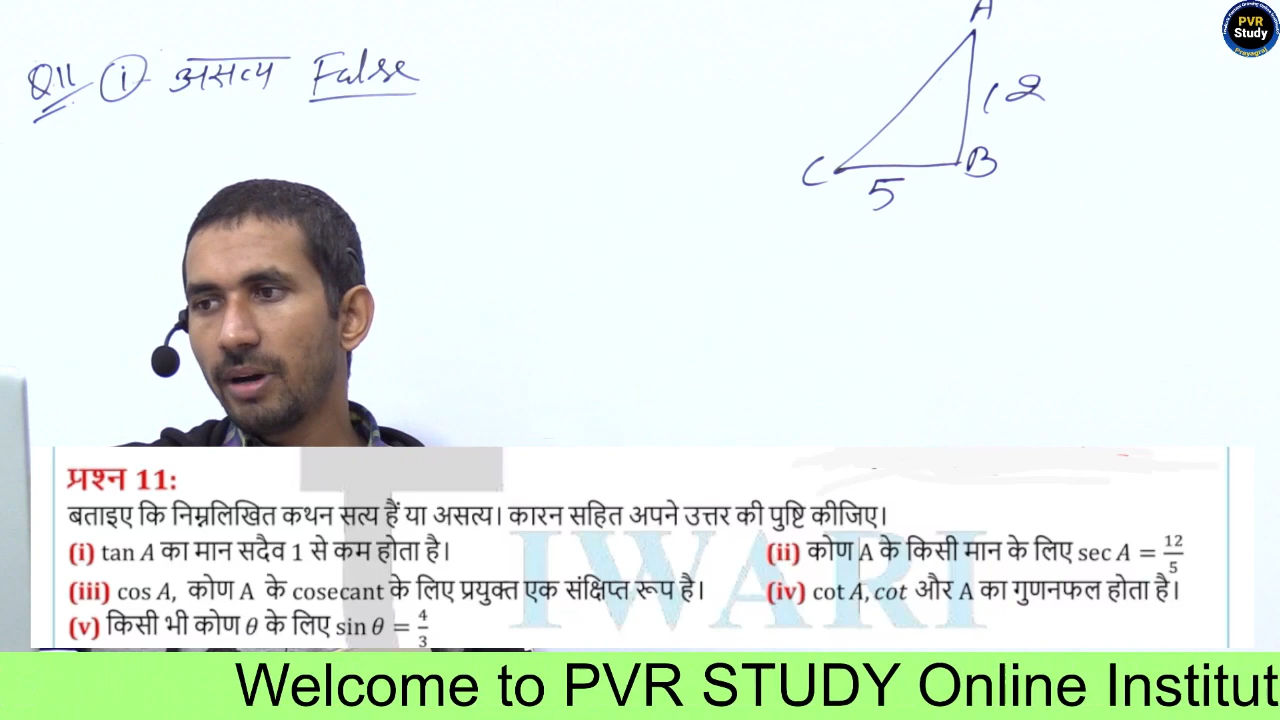 Q11 (i) असत्य False
A
12
C
B
5
PVR
Study
Prayagraj
प्रश्न 11:
बताइए कि निम्नलिखित कथन सत्य हैं या असत्य। कारन सहित अपने उत्तर की पुष्टि कीजिए।
(i) tan A का मान सदैव 1 से कम होता है।
(ii) कोण A के किसी मान के लिए sec A = 12/5
(iii) cos A, कोण A के cosecant के लिए प्रयुक्त एक संक्षिप्त रूप है।
(iv) cot A, cot और A का गुणनफल होता है।
(v) किसी भी कोण θ के लिए sin θ = 4/3
TIWARI
Welcome to PVR STUDY Online Institut